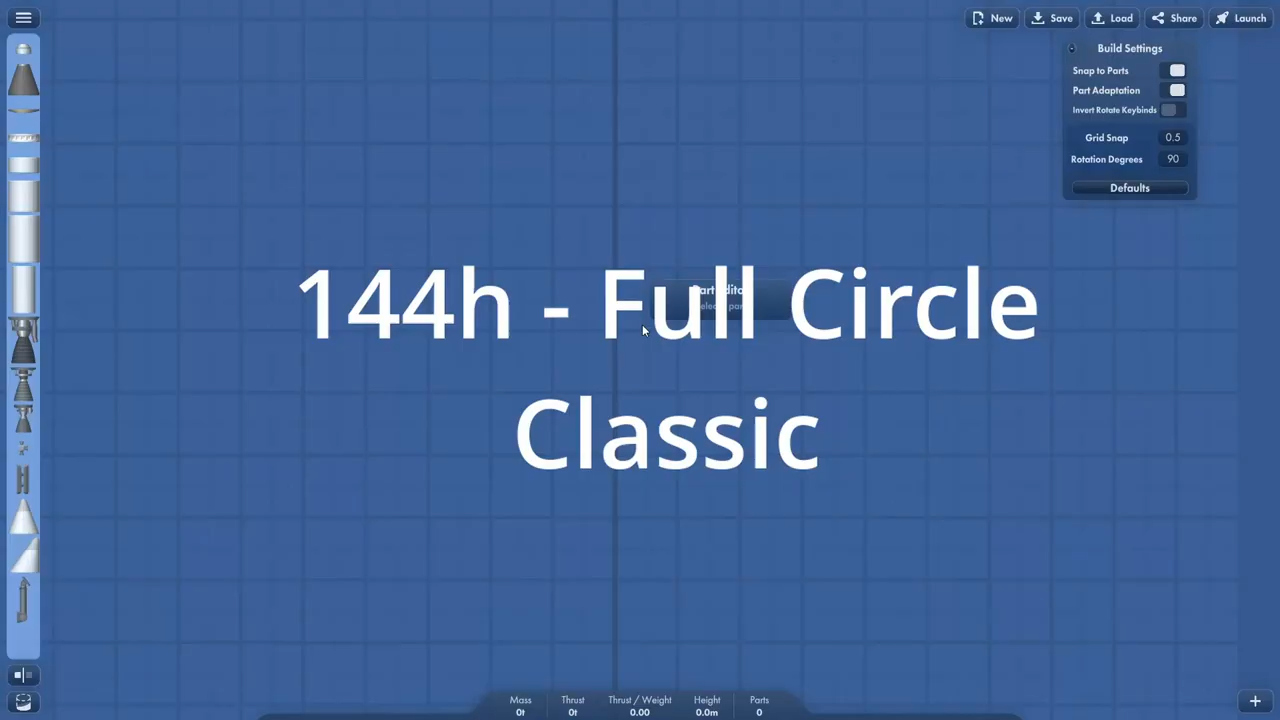 New
Save
Load
Share
Launch
Build Settings
Snap to Parts
Part Adaptation
Invert Rotate Keybinds
Grid Snap 0.5
Rotation Degrees 90
Defaults
144h - Full Circle
Classic
Mass Thrust Thrust / Weight Height Parts
0t 0t 0.00 0.0m 0